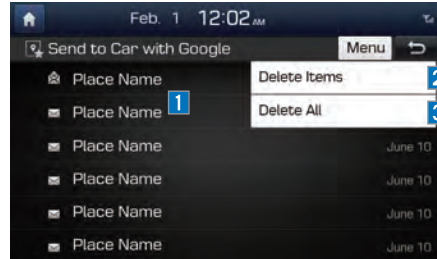 Feb. 1 12:02 AM
Send to Car with Google Menu
Place Name Delete Items 2
Place Name 1 Delete All 3
Place Name June 10
Place Name June 10
Place Name June 10
Place Name June 10